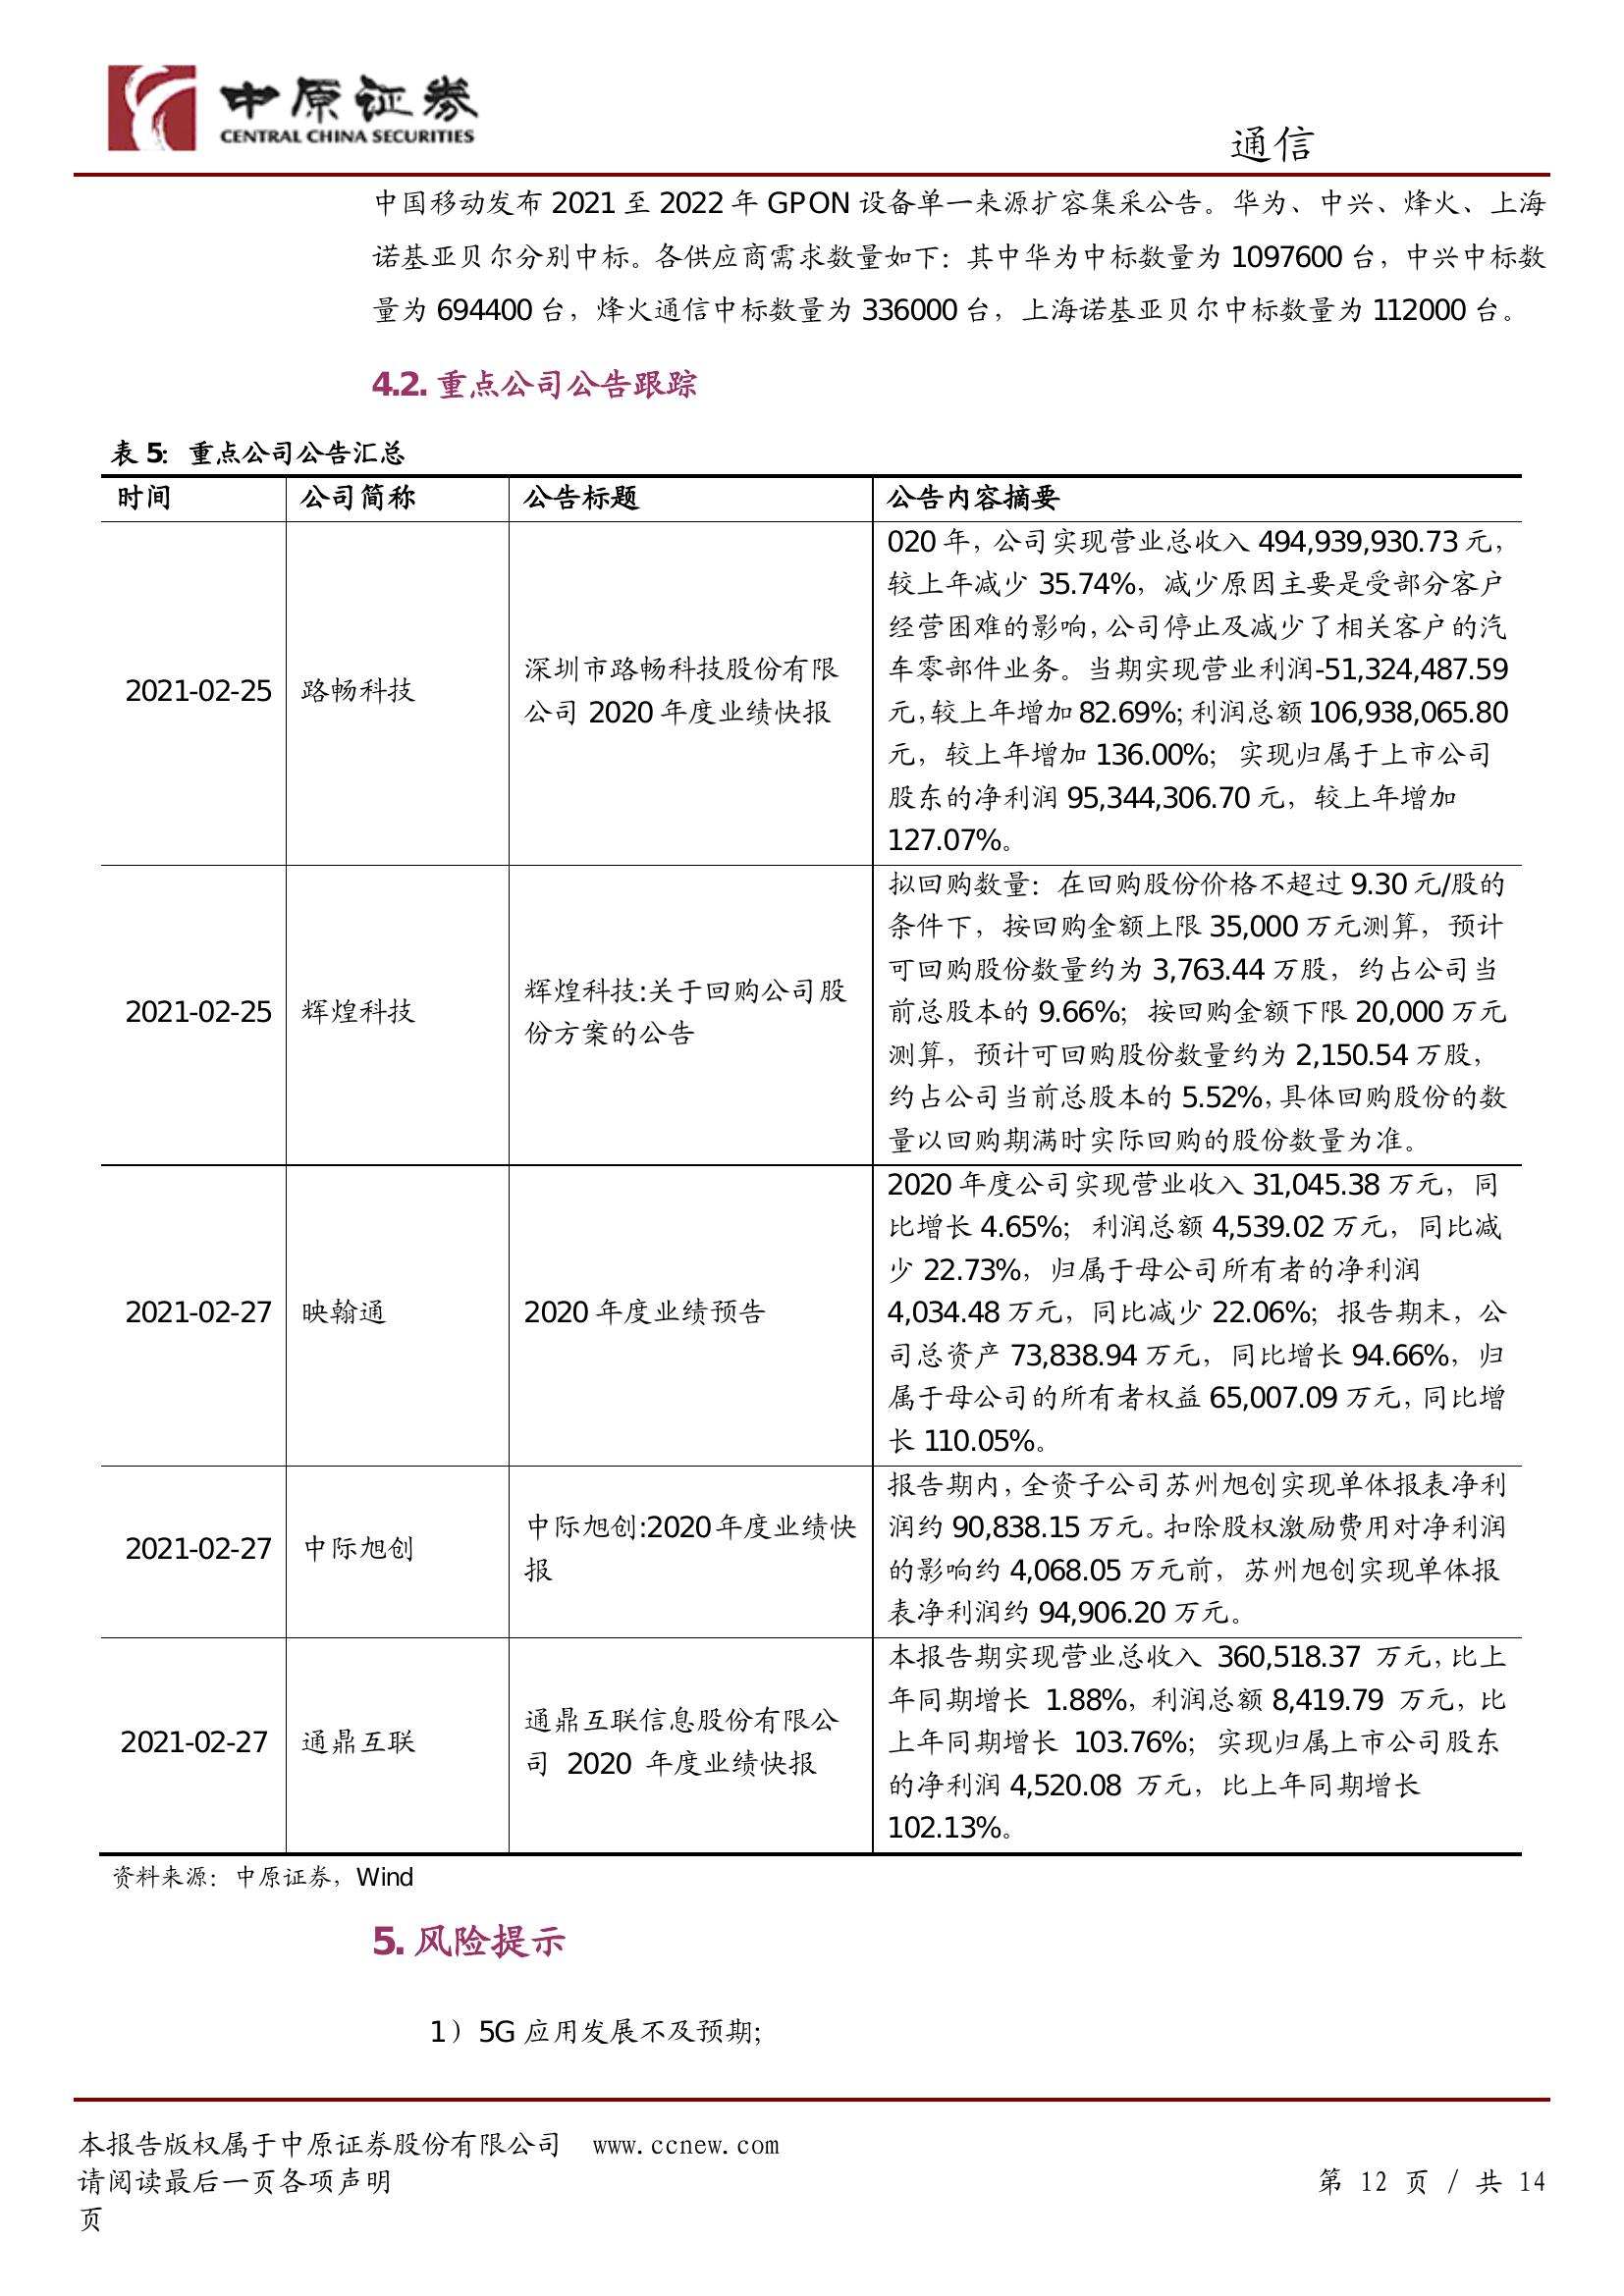 中原证券
CENTRAL CHINA SECURITIES
通信
中国移动发布 2021 至 2022 年 GPON 设备单一来源扩容集采公告。华为、中兴、烽火、上海
诺基亚贝尔分别中标。各供应商需求数量如下：其中华为中标数量为 1097600 台，中兴中标数
量为 694400 台，烽火通信中标数量为 336000 台，上海诺基亚贝尔中标数量为 112000 台。
4.2. 重点公司公告跟踪
表 5：重点公司公告汇总
时间 公司简称 公告标题 公告内容摘要
2021-02-25 路畅科技
深圳市路畅科技股份有限
公司 2020 年度业绩快报
020 年，公司实现营业总收入 494,939,930.73 元，
较上年减少 35.74%，减少原因主要是受部分客户
经营困难的影响，公司停止及减少了相关客户的汽
车零部件业务。当期实现营业利润-51,324,487.59
元，较上年增加 82.69%；利润总额 106,938,065.80
元，较上年增加 136.00%；实现归属于上市公司
股东的净利润 95,344,306.70 元，较上年增加
127.07%。
2021-02-25 辉煌科技
辉煌科技:关于回购公司股
份方案的公告
拟回购数量：在回购股份价格不超过 9.30 元/股的
条件下，按回购金额上限 35,000 万元测算，预计
可回购股份数量约为 3,763.44 万股，约占公司当
前总股本的 9.66%；按回购金额下限 20,000 万元
测算，预计可回购股份数量约为 2,150.54 万股，
约占公司当前总股本的 5.52%，具体回购股份的数
量以回购期满时实际回购的股份数量为准。
2021-02-27 映翰通 2020 年度业绩预告
2020 年度公司实现营业收入 31,045.38 万元，同
比增长 4.65%；利润总额 4,539.02 万元，同比减
少 22.73%，归属于母公司所有者的净利润
4,034.48 万元，同比减少 22.06%；报告期末，公
司总资产 73,838.94 万元，同比增长 94.66%，归
属于母公司的所有者权益 65,007.09 万元，同比增
长 110.05%。
2021-02-27 中际旭创
中际旭创:2020 年度业绩快
报
报告期内，全资子公司苏州旭创实现单体报表净利
润约 90,838.15 万元。扣除股权激励费用对净利润
的影响约 4,068.05 万元前，苏州旭创实现单体报
表净利润约 94,906.20 万元。
2021-02-27 通鼎互联
通鼎互联信息股份有限公
司 2020 年度业绩快报
本报告期实现营业总收入 360,518.37 万元，比上
年同期增长 1.88%，利润总额 8,419.79 万元，比
上年同期增长 103.76%；实现归属上市公司股东
的净利润 4,520.08 万元，比上年同期增长
102.13%。
资料来源：中原证券，Wind
5. 风险提示
1）5G 应用发展不及预期；
本报告版权属于中原证券股份有限公司 www.ccnew.com
请阅读最后一页各项声明 第 12 页 / 共 14
页